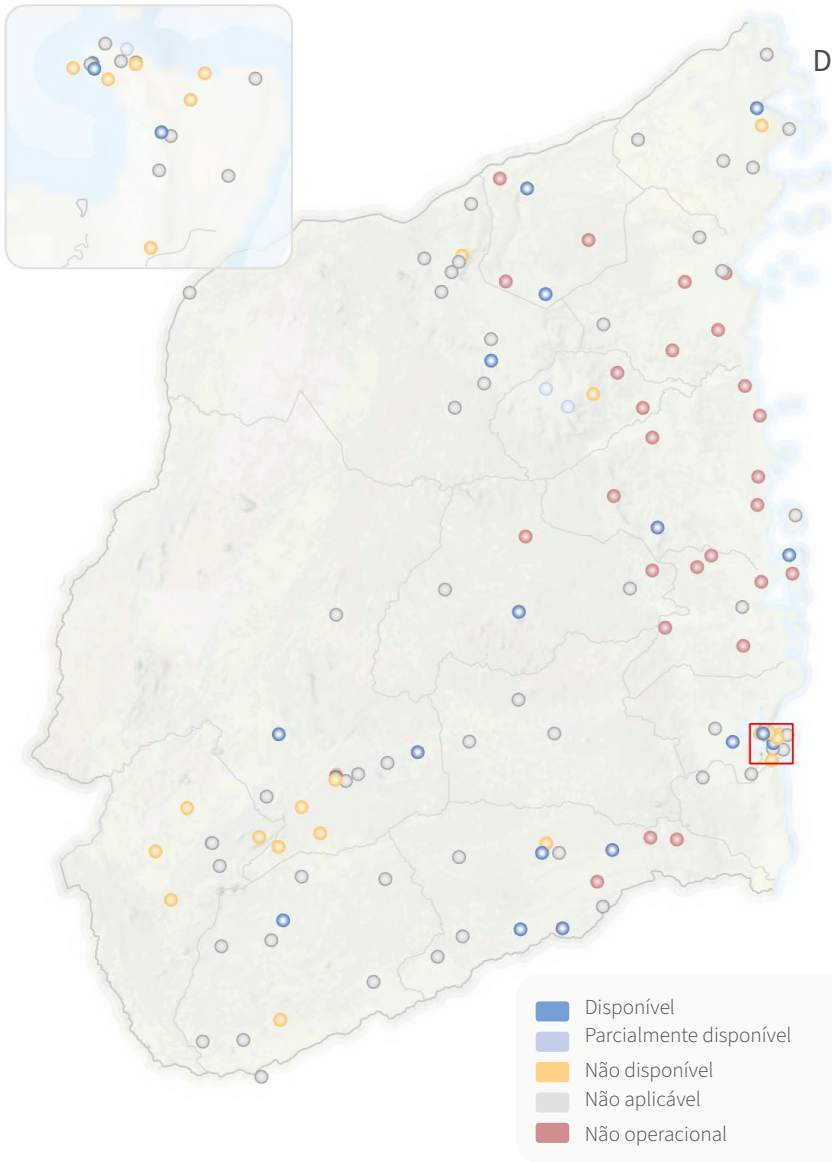 D
Disponível
Parcialmente disponível
Não disponível
Não aplicável
Não operacional